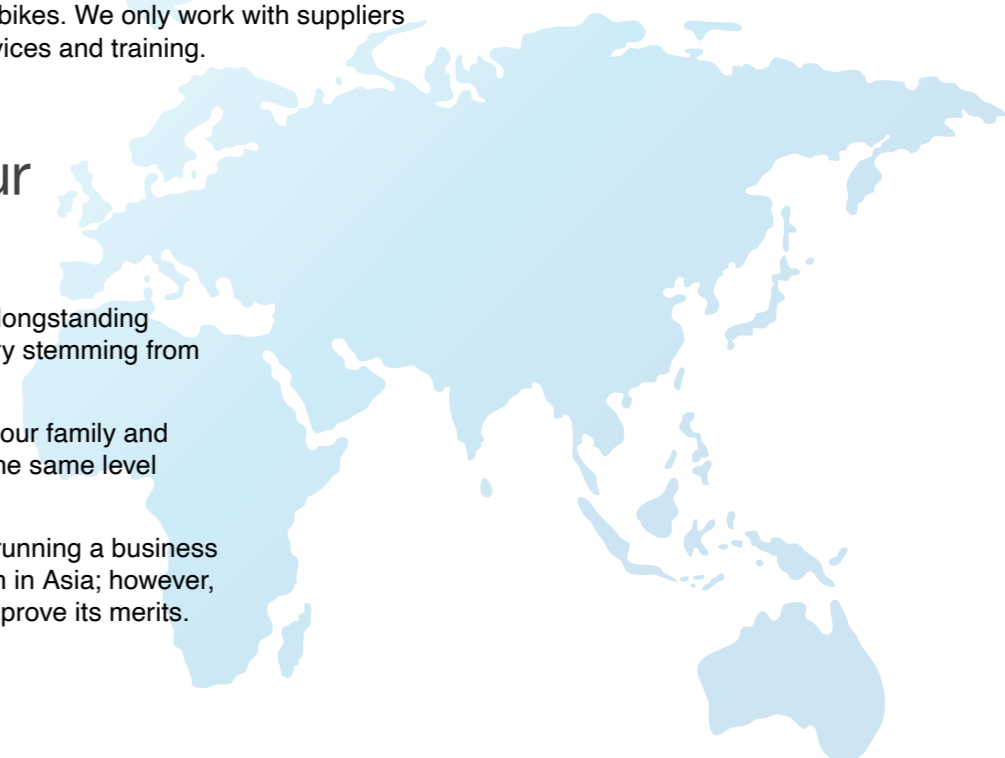 bikes. We only work with suppliers
vices and training.
ur
longstanding
y stemming from
our family and
he same level
running a business
n in Asia; however,
prove its merits.